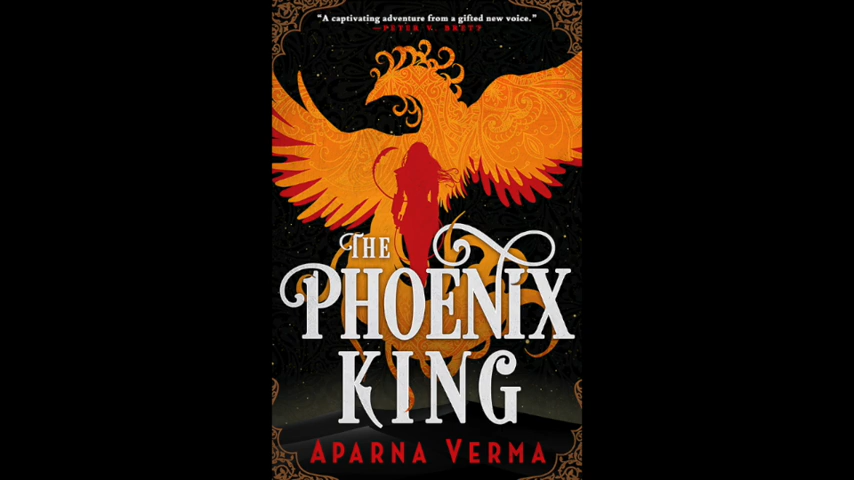 “A captivating adventure from a gifted new voice.”
—PETER V. BRETT
THE
PHOENIX
KING
APARNA VERMA